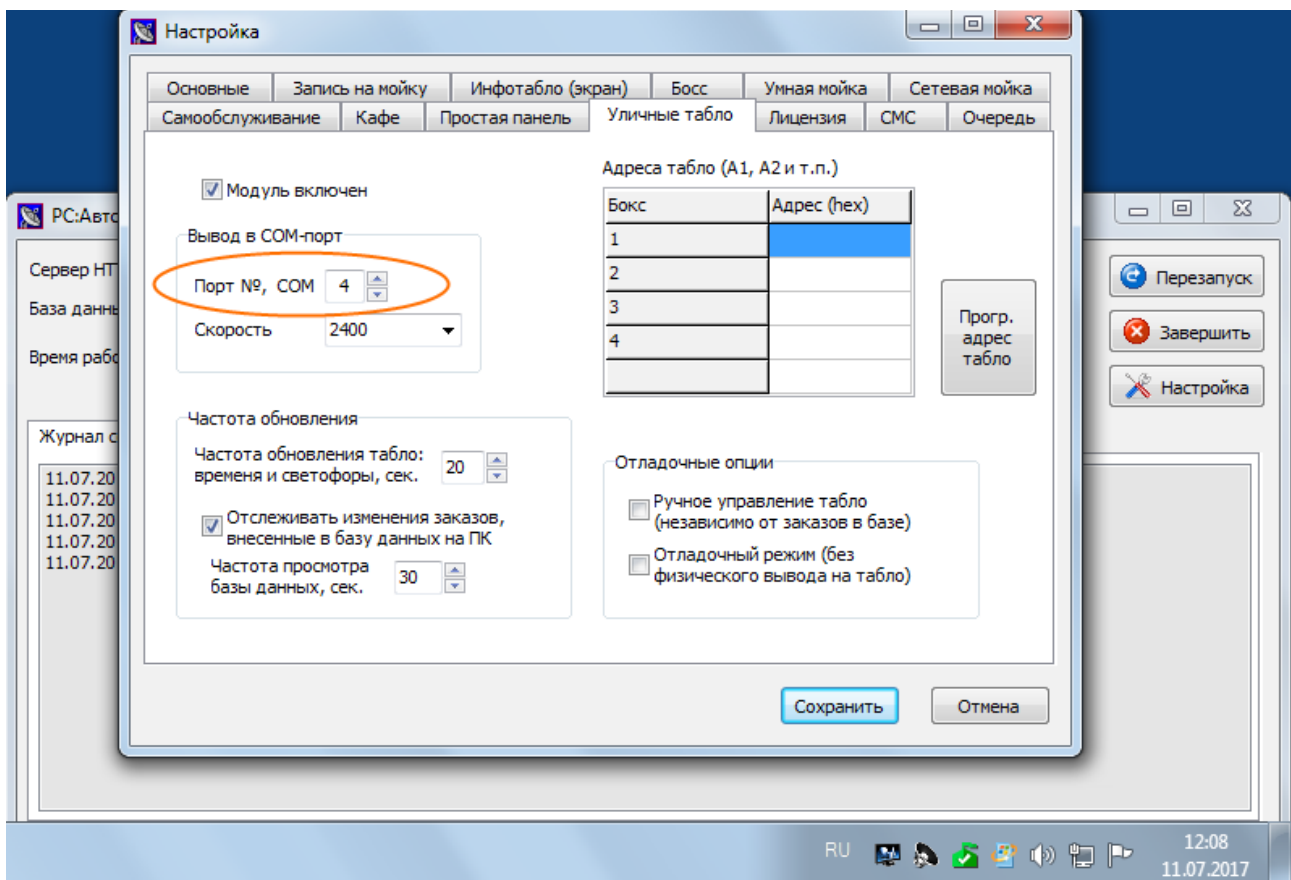 Настройка
Основные
Запись на мойку
Инфотабло (экран)
Босс
Умная мойка
Сетевая мойка
Самообслуживание
Кафе
Простая панель
Уличные табло
Лицензия
СМС
Очередь
Модуль включен
Вывод в COM-порт
Порт №, COM 4
Скорость 2400
Адреса табло (A1, A2 и т.п.)
Бокс Адрес (hex)
1
2
3
4
Прогр.
адрес
табло
Частота обновления
Частота обновления табло:
временя и светофоры, сек. 20
Отслеживать изменения заказов,
внесенные в базу данных на ПК
Частота просмотра
базы данных, сек. 30
Отладочные опции
Ручное управление табло
(независимо от заказов в базе)
Отладочный режим (без
физического вывода на табло)
Сохранить
Отмена
РС:Авто
Сервер HT
База данн
Время раб
Журнал с
11.07.20
11.07.20
11.07.20
11.07.20
11.07.20
Перезапуск
Завершить
Настройка
RU
12:08
11.07.2017